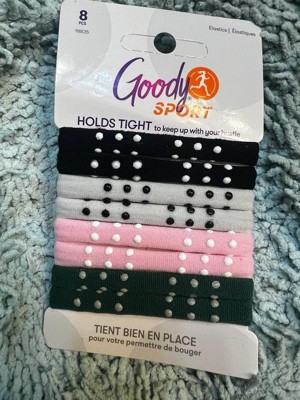 8
PCS
Elastics | Élastiques
Goody
SPORT
HOLDS TIGHT to keep up with your hustle
TIENT BIEN EN PLACE
pour votre permettre de bouger